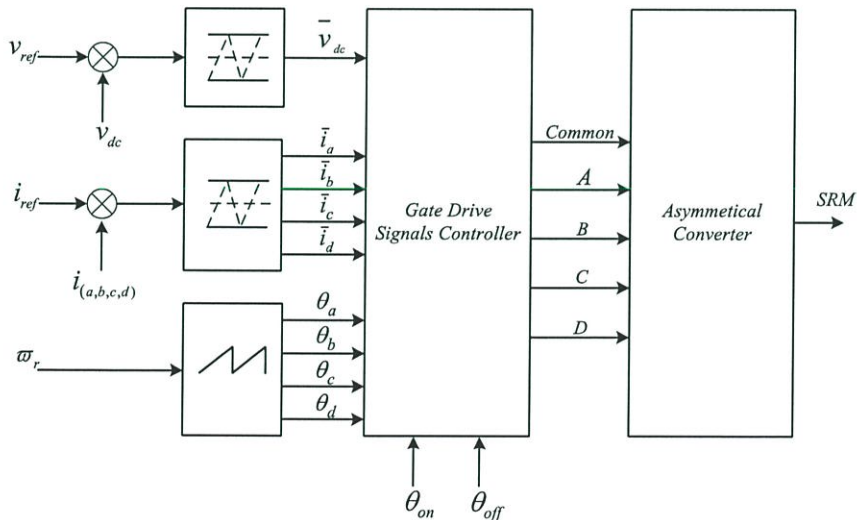 v_ref
v_dc
v̄_dc
i_ref
i_(a,b,c,d)
ī_a
ī_b
ī_c
ī_d
ϖ_r
θ_a
θ_b
θ_c
θ_d
Gate Drive
Signals Controller
θ_on
θ_off
Common
A
B
C
D
Asymmetical
Converter
SRM